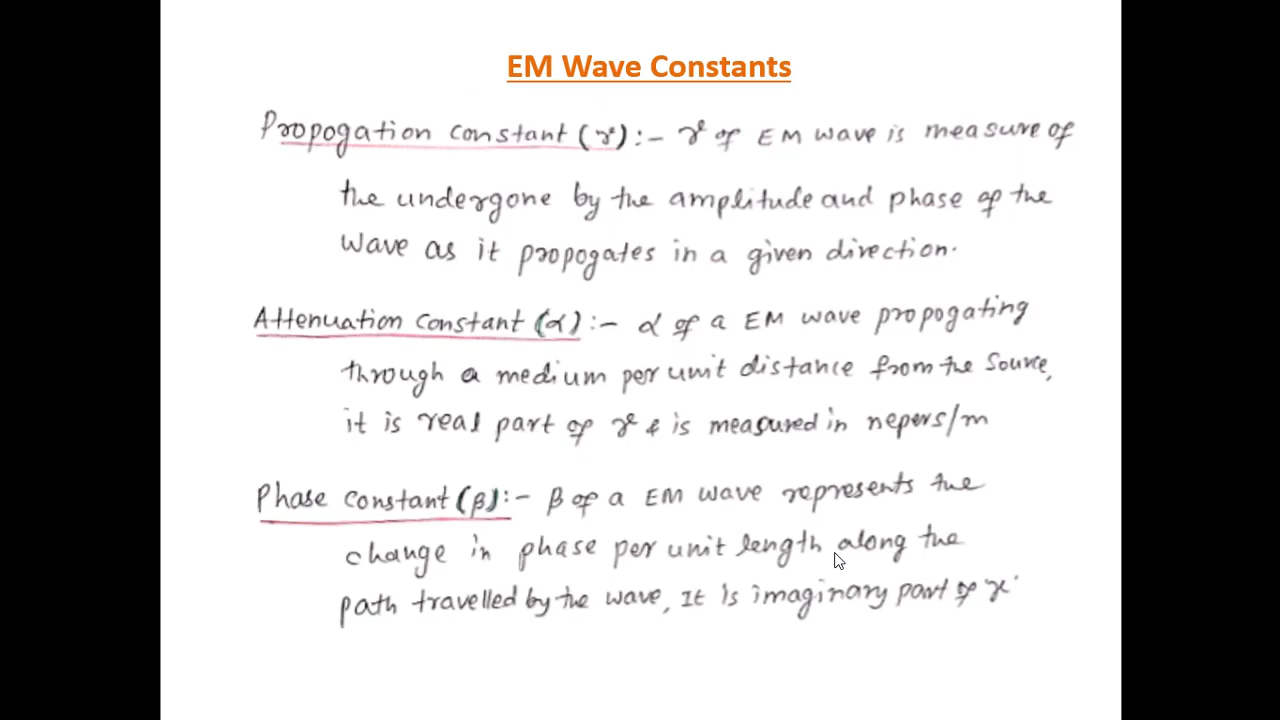 EM Wave Constants
Propogation constant (γ) :- γ of EM wave is measure of
the undergone by the amplitude and phase of the
wave as it propogates in a given direction.
Attenuation constant (α) :- α of a EM wave propogating
through a medium per unit distance from the source,
it is real part of γ & is measured in nepers/m
Phase constant (β) :- β of a EM wave represents the
change in phase per unit length along the
path travelled by the wave, It is imaginary part of γ.